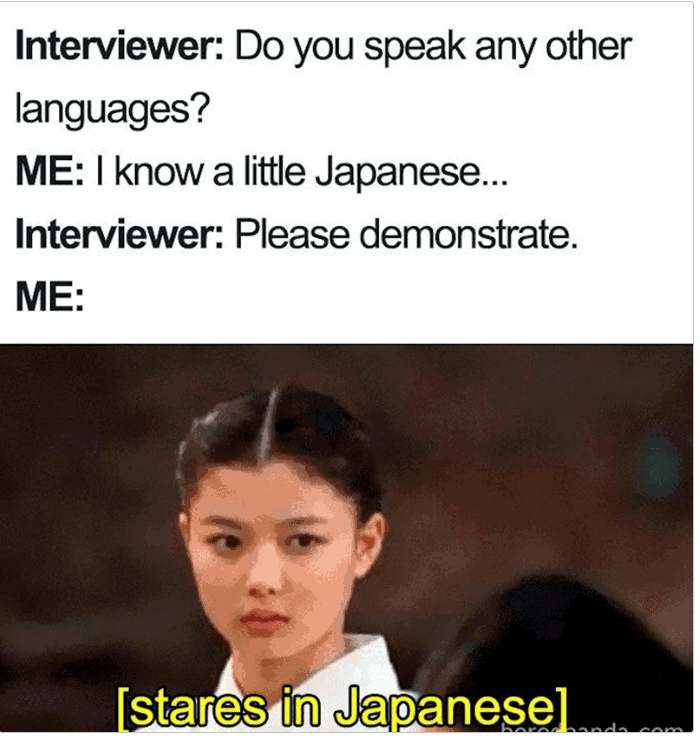 Interviewer: Do you speak any other
languages?
ME: I know a little Japanese...
Interviewer: Please demonstrate.
ME:
[stares in Japanese]